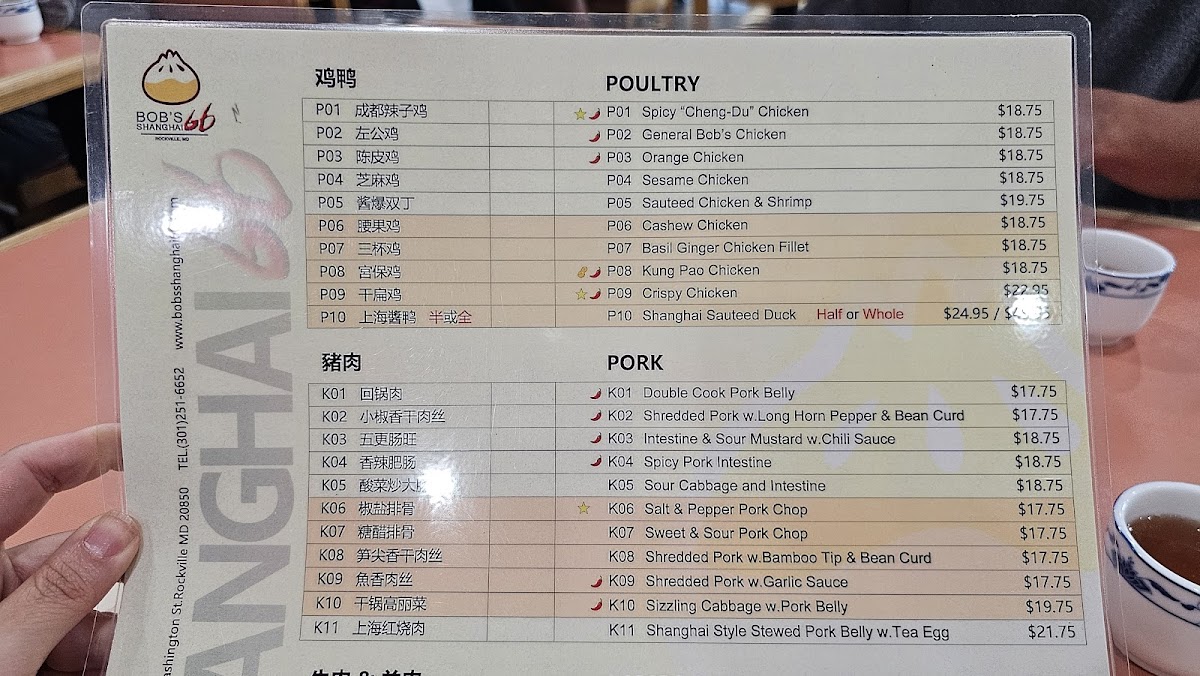 BOB'S
SHANGHAI 66
ROCKVILLE, MD
SHANGHAI 66
ashington St.Rockville MD 20850 TEL(301)251-6652 www.bobsshanghai
鸡鸭 POULTRY
P01 成都辣子鸡 P01 Spicy “Cheng-Du” Chicken $18.75
P02 左公鸡 P02 General Bob's Chicken $18.75
P03 陈皮鸡 P03 Orange Chicken $18.75
P04 芝麻鸡 P04 Sesame Chicken $18.75
P05 酱爆双丁 P05 Sauteed Chicken & Shrimp $19.75
P06 腰果鸡 P06 Cashew Chicken $18.75
P07 三杯鸡 P07 Basil Ginger Chicken Fillet $18.75
P08 宮保鸡 P08 Kung Pao Chicken $18.75
P09 干扁鸡 P09 Crispy Chicken $22.95
P10 上海醬鸭 半或全 P10 Shanghai Sauteed Duck Half or Whole $24.95 /
豬肉 PORK
K01 回锅肉 K01 Double Cook Pork Belly $17.75
K02 小椒香干肉丝 K02 Shredded Pork w.Long Horn Pepper & Bean Curd $17.75
K03 五更肠旺 K03 Intestine & Sour Mustard w.Chili Sauce $18.75
K04 香辣肥肠 K04 Spicy Pork Intestine $18.75
K05 酸菜炒大 K05 Sour Cabbage and Intestine $18.75
K06 椒盐排骨 K06 Salt & Pepper Pork Chop $17.75
K07 糖醋排骨 K07 Sweet & Sour Pork Chop $17.75
K08 笋尖香干肉丝 K08 Shredded Pork w.Bamboo Tip & Bean Curd $17.75
K09 魚香肉丝 K09 Shredded Pork w.Garlic Sauce $17.75
K10 干锅高丽菜 K10 Sizzling Cabbage w.Pork Belly $19.75
K11 上海红烧肉 K11 Shanghai Style Stewed Pork Belly w.Tea Egg $21.75